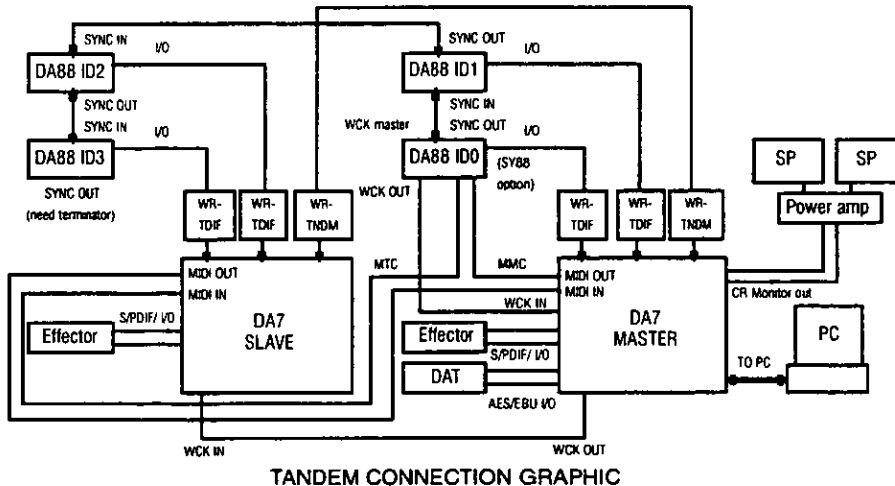 SYNC IN
I/O
SYNC OUT
I/O
DA88 ID2
DA88 ID1
SYNC OUT
SYNC IN
SYNC IN
I/O
WCK master
SYNC OUT
I/O
DA88 ID3
DA88 ID0
SP
SP
SYNC OUT
(need terminator)
WCK OUT
(SY88
option)
Power amp
WR-
TDIF
WR-
TDIF
WR-
TNDM
WR-
TDIF
WR-
TDIF
WR-
TNDM
MIDI OUT
MTC
MMC
MIDI OUT
MIDI IN
MIDI IN
CR Monitor out
S/PDIF/ I/O
DA7
SLAVE
WCK IN
DA7
MASTER
PC
Effector
Effector
S/PDIF/ I/O
TO PC
DAT
AES/EBU I/O
WCK IN
WCK OUT
TANDEM CONNECTION GRAPHIC